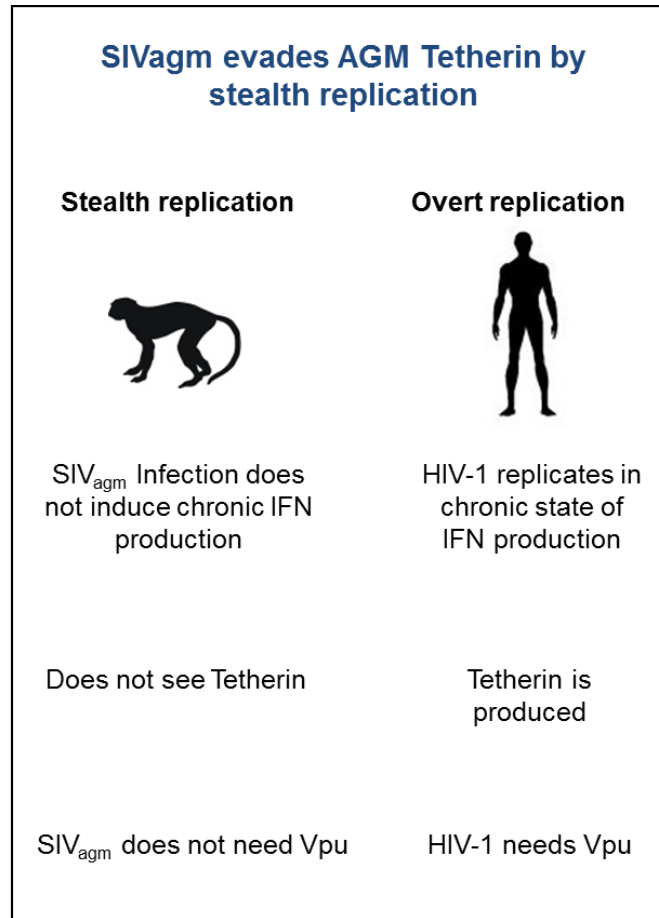 SIVagm evades AGM Tetherin by
stealth replication
Stealth replication
Overt replication
SIVagm Infection does
not induce chronic IFN
production
HIV-1 replicates in
chronic state of
IFN production
Does not see Tetherin
Tetherin is
produced
SIVagm does not need Vpu
HIV-1 needs Vpu